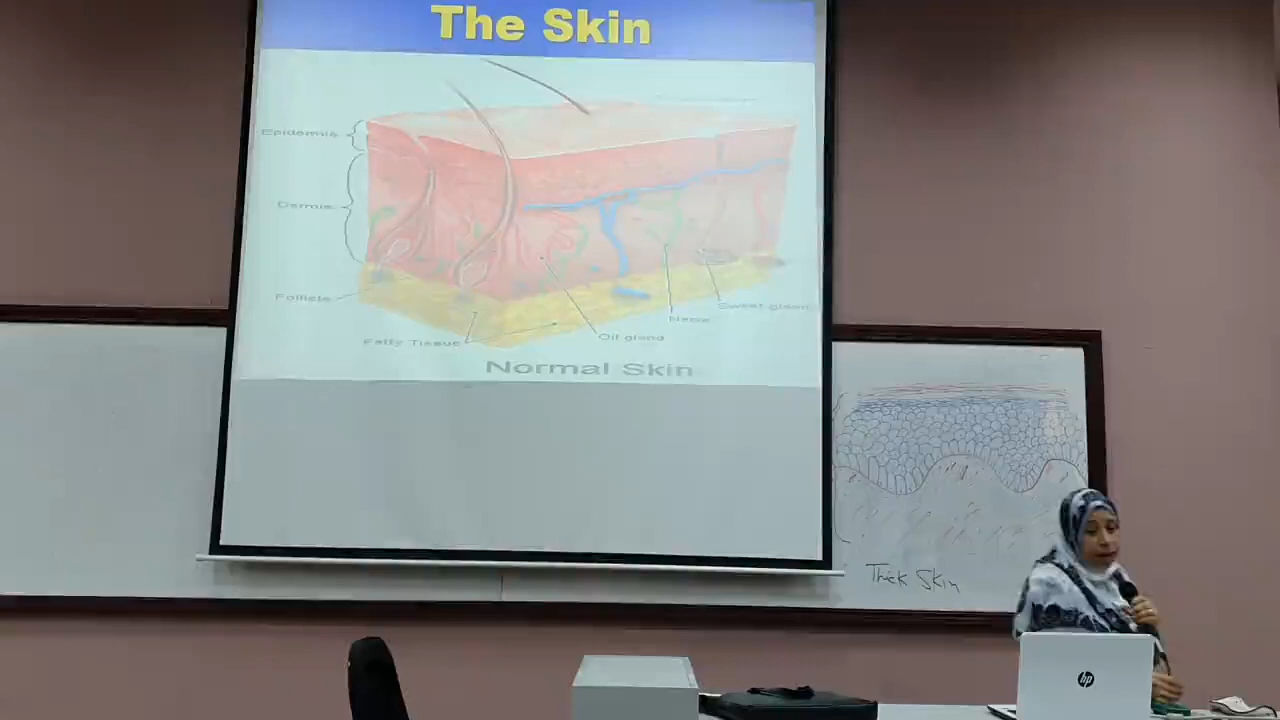 The Skin
Epidermis
Dermis
Follicle
Fatty Tissue
Oil gland
Nerve
Sweat gland
Normal Skin
Thick Skin
hp